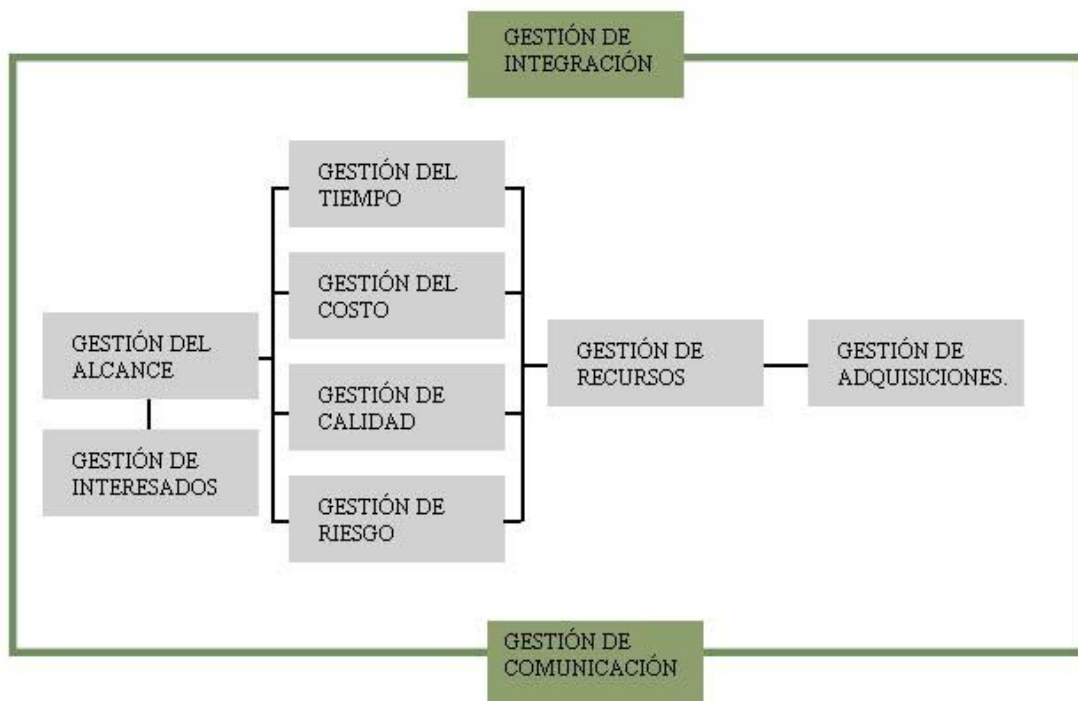 GESTIÓN DE
INTEGRACIÓN
GESTIÓN DEL
TIEMPO
GESTIÓN DEL
COSTO
GESTIÓN DEL
ALCANCE
GESTIÓN DE
RECURSOS
GESTIÓN DE
ADQUISICIONES.
GESTIÓN DE
CALIDAD
GESTIÓN DE
INTERESADOS
GESTIÓN DE
RIESGO
GESTIÓN DE
COMUNICACIÓN